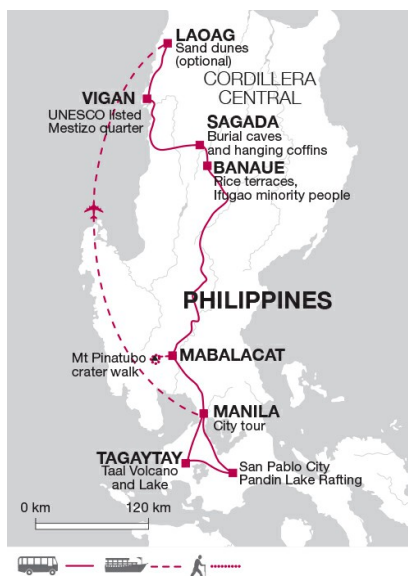 LAOAG
Sand dunes
(optional)
CORDILLERA
CENTRAL
VIGAN
UNESCO listed
Mestizo quarter
SAGADA
Burial caves
and hanging coffins
BANAUE
Rice terraces,
Ifugao minority people
PHILIPPINES
Mt Pinatubo
crater walk
MABALACAT
MANILA
City tour
TAGAYTAY
Taal Volcano
and Lake
San Pablo City
Pandin Lake Rafting
0 km
120 km